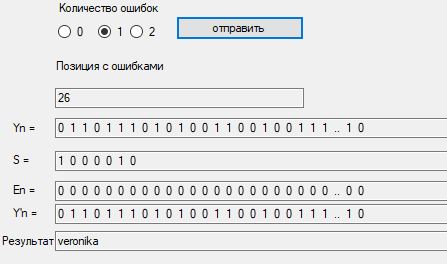 Количество ошибок
0 1 2 отправить
Позиция с ошибками
26
Yn = 0 1 1 0 1 1 1 0 1 0 1 0 0 1 1 0 0 1 0 0 1 1 1 .. 1 0
S = 1 0 0 0 0 1 0
En = 0 0 0 0 0 0 0 0 0 0 0 0 0 0 0 0 0 0 0 0 0 0 0 .. 0 0
Y'n = 0 1 1 0 1 1 1 0 1 0 1 0 0 1 1 0 0 1 0 0 1 1 1 .. 1 0
Результат veronika